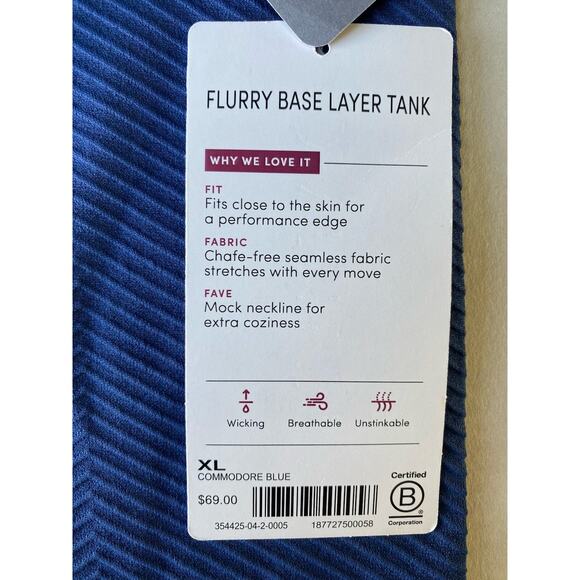 FLURRY BASE LAYER TANK
WHY WE LOVE IT
FIT
Fits close to the skin for
a performance edge
FABRIC
Chafe-free seamless fabric
stretches with every move
FAVE
Mock neckline for
extra coziness
Wicking Breathable Unstinkable
XL
COMMODORE BLUE
$69.00
354425-04-2-0005 187727500058
Certified
B
®
Corporation